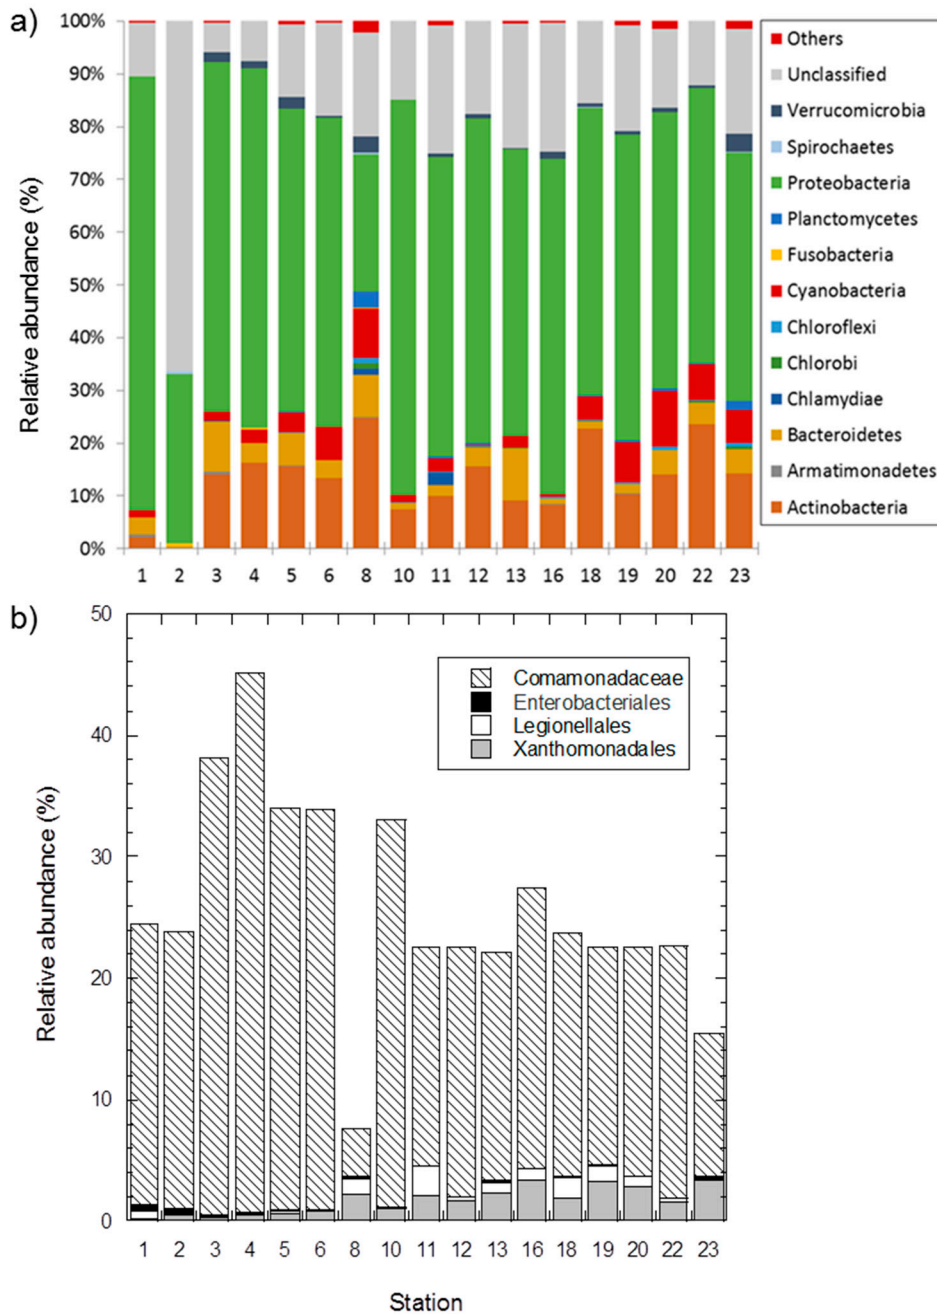 a)
Relative abundance (%)
100%
90%
80%
70%
60%
50%
40%
30%
20%
10%
0%
1 2 3 4 5 6 8 10 11 12 13 16 18 19 20 22 23
Others
Unclassified
Verrucomicrobia
Spirochaetes
Proteobacteria
Planctomycetes
Fusobacteria
Cyanobacteria
Chloroflexi
Chlorobi
Chlamydiae
Bacteroidetes
Armatimonadetes
Actinobacteria
b)
Relative abundance (%)
50
40
30
20
10
0
Comamonadaceae
Enterobacteriales
Legionellales
Xanthomonadales
1 2 3 4 5 6 8 10 11 12 13 16 18 19 20 22 23
Station